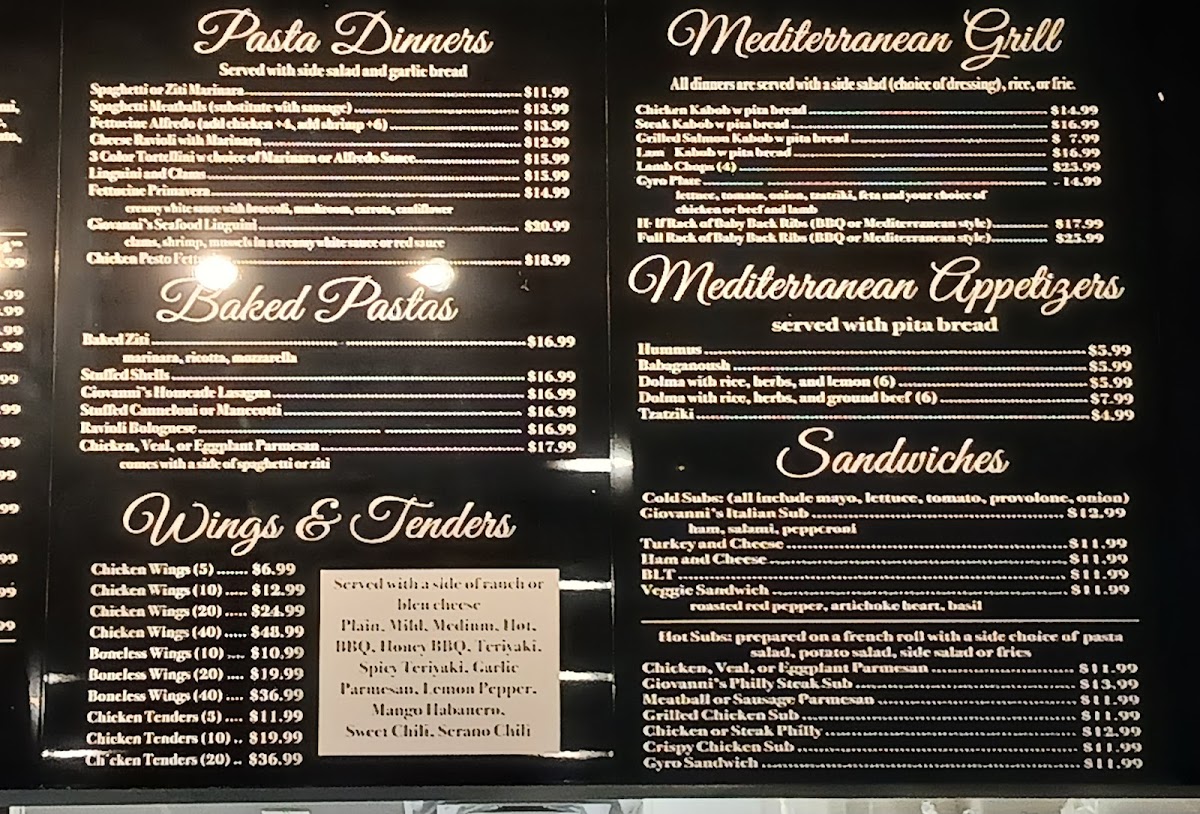 Pasta Dinners
Served with side salad and garlic bread
Spaghetti or Ziti Marinara $11.99
Spaghetti Meatballs (substitute with sausage) $13.99
Fettucine Alfredo (add chicken +4, add shrimp +6) $13.99
Cheese Ravioli with Marinara $12.99
3 Color Tortellini w choice of Marinara or Alfredo Sauce $15.99
Linguini and Clams $15.99
Fettucine Primavera $14.99
creamy white sauce with broccoli, mushroom, carrots, cauliflower
Giovanni's Seafood Linguini $20.99
clams, shrimp, mussels in a creamy white sauce or red sauce
Chicken Pesto $18.99
Baked Pastas
Baked Ziti $16.99
marinara, ricotta, mozzarella
Stuffed Shells $16.99
Giovanni's Homeade Lasagna $16.99
Stuffed Canneloni or Manecotti $16.99
Ravioli Bolognese $16.99
Chicken, Veal, or Eggplant Parmesan $17.99
comes with a side of spaghetti or ziti
Wings & Tenders
Chicken Wings (5) ....... $6.99
Chicken Wings (10) ..... $12.99
Chicken Wings (20) ..... $24.99
Chicken Wings (40) ..... $48.99
Boneless Wings (10) .... $10.99
Boneless Wings (20) .... $19.99
Boneless Wings (40) .... $36.99
Chicken Tenders (5) .... $11.99
Chicken Tenders (10) .. $19.99
Chicken Tenders (20) .. $36.99
Served with a side of ranch or
bleu cheese
Plain, Mild, Medium, Hot,
BBQ, Honey BBQ, Teriyaki,
Spicy Teriyaki, Garlic
Parmesan, Lemon Pepper,
Mango Habanero,
Sweet Chili, Serano Chili
Mediterranean Grill
All dinners are served with a side salad (choice of dressing), rice, or frie.
Chicken Kabob w pita bread $14.99
Steak Kabob w pita bread $16.99
Grilled Salmon Kabob w pita bread $ 7.99
Kabob w pita bread $16.99
Lamb Chops (4) $23.99
Gyro Plate 14.99
lettuce, tomato, onion, tzatziki, feta and your choice of
chicken or beef and lamb
H lf Rack of Baby Back Ribs (BBQ or Mediterranean style) $17.99
Full Rack of Baby Back Ribs (BBQ or Mediterranean style) $25.99
Mediterranean Appetizers
served with pita bread
Hummus $5.99
Babaganoush $5.99
Dolma with rice, herbs, and lemon (6) $5.99
Dolma with rice, herbs, and ground beef (6) $7.99
Tzatziki $4.99
Sandwiches
Cold Subs: (all include mayo, lettuce, tomato, provolone, onion)
Giovanni's Italian Sub $12.99
ham, salami, pepperoni
Turkey and Cheese $11.99
Ham and Cheese $11.99
BLT $11.99
Veggie Sandwich $11.99
roasted red pepper, artichoke heart, basil
Hot Subs: prepared on a french roll with a side choice of pasta
salad, potato salad, side salad or fries
Chicken, Veal, or Eggplant Parmesan $11.99
Giovanni's Philly Steak Sub $13.99
Meatball or Sausage Parmesan $11.99
Grilled Chicken Sub $11.99
Chicken or Steak Philly $12.99
Crispy Chicken Sub $11.99
Gyro Sandwich $11.99